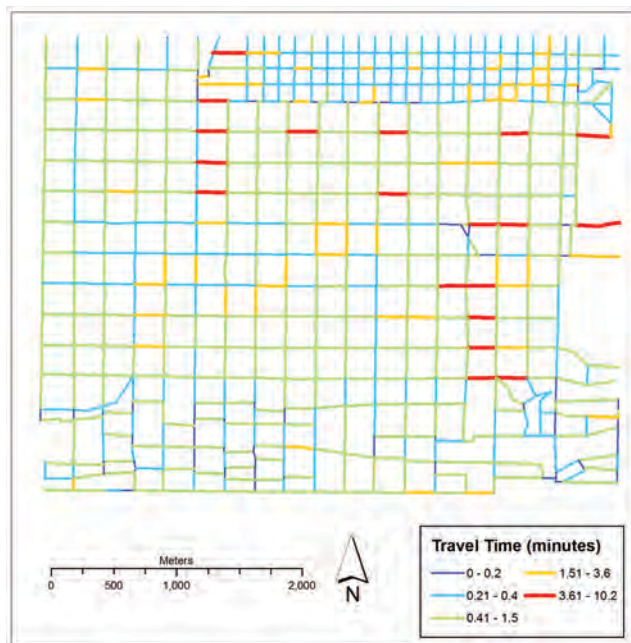 Meters
0 500 1,000 2,000
N
Travel Time (minutes)
0 - 0.2
0.21 - 0.4
0.41 - 1.5
1.51 - 3.6
3.61 - 10.2